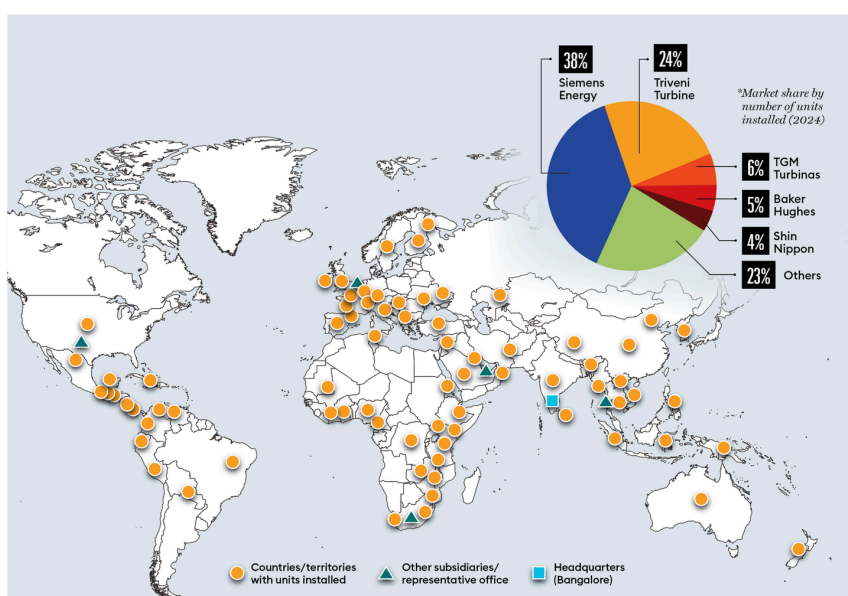 38%
Siemens
Energy
24%
Triveni
Turbine
*Market share by
number of units
installed (2024)
6%
TGM
Turbinas
5%
Baker
Hughes
4%
Shin
Nippon
23%
Others
Countries/territories
with units installed
Other subsidiaries/
representative office
Headquarters
(Bangalore)